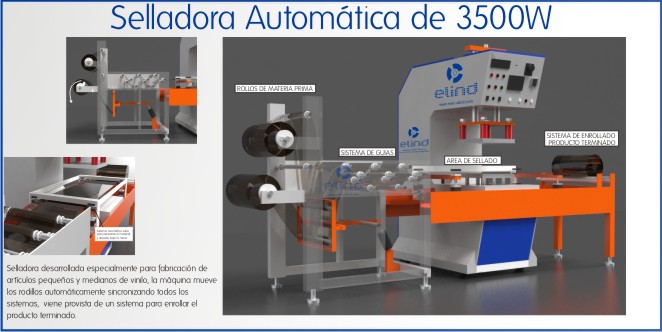 Selladora Automática de 3500W
ROLLOS DE MATERIA PRIMA
SISTEMA DE GUIAS
AREA DE SELLADO
SISTEMA DE ENROLLADO
PRODUCTO TERMINADO
elind
elind
Selladora desarrollada especialmente para fabricación de
artículos pequeños y medianos de vinilo, la máquina mueve
los rodillos automáticamente sincronizando todos los
sistemas, viene provista de un sistema para enrollar el
producto terminado.